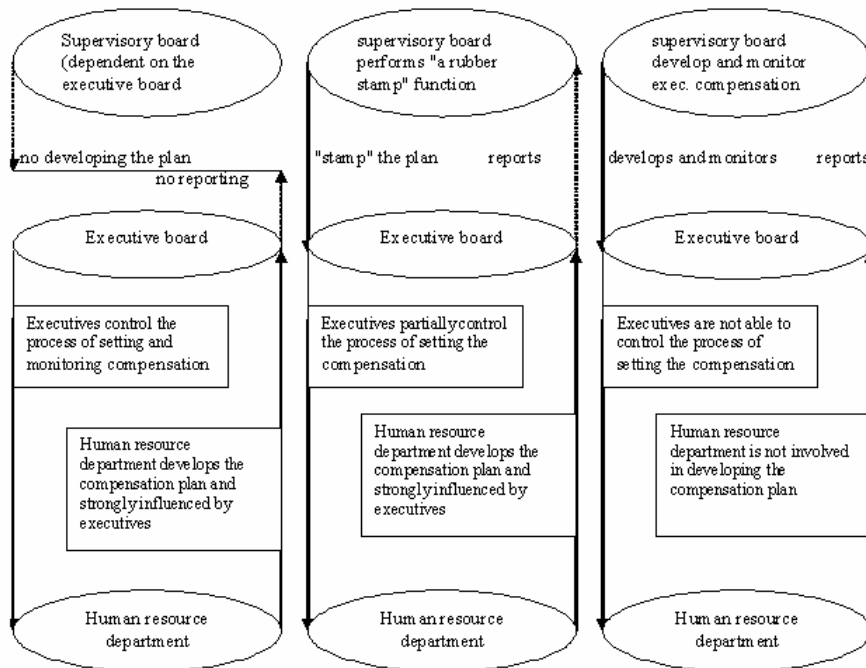 Supervisory board
(dependent on the
executive board
no developing the plan
no reporting
Executive board
Executives control the
process of setting and
monitoring compensation
Human resource
department develops the
compensation plan and
strongly influenced by
executives
Human resource
department
supervisory board
performs "a rubber
stamp" function
"stamp" the plan
reports
Executive board
Executives partially control
the process of setting the
compensation
Human resource
department develops the
compensation plan and
strongly influenced by
executives
Human resource
department
supervisory board
develop and monitor
exec. compensation
develops and monitors
reports
Executive board
Executives are not able to
control the process of
setting the compensation
Human resource
department is not involved
in developing the
compensation plan
Human resource
department